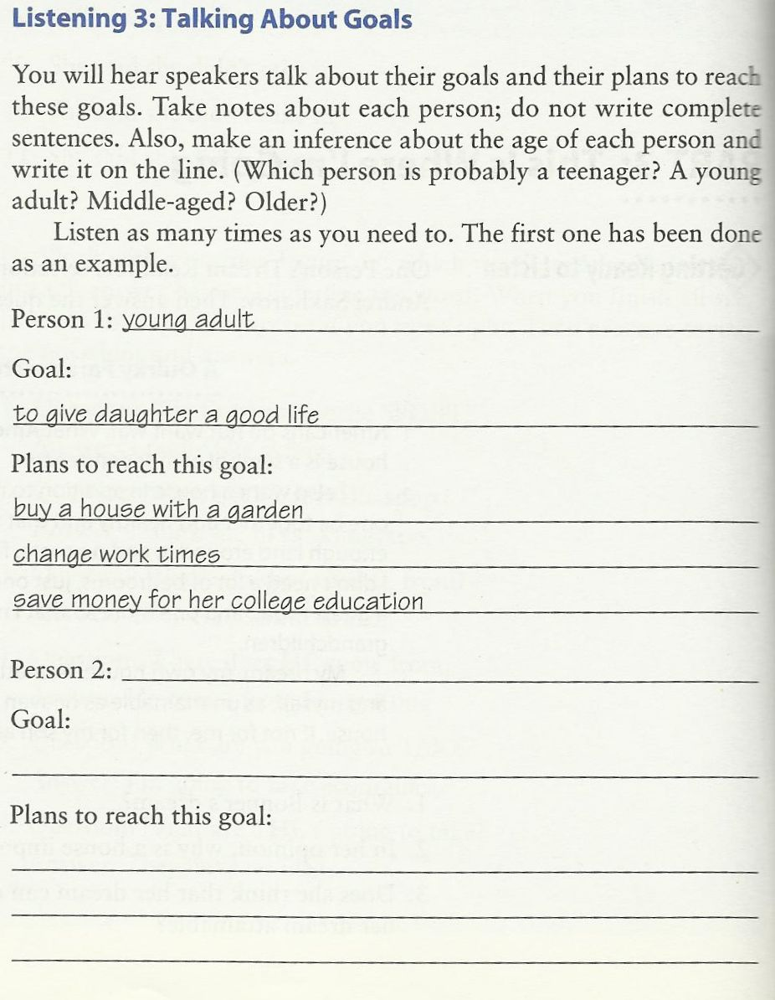 Listening 3: Talking About Goals
You will hear speakers talk about their goals and their plans to reach
these goals. Take notes about each person; do not write complete
sentences. Also, make an inference about the age of each person and
write it on the line. (Which person is probably a teenager? A young
adult? Middle-aged? Older?)
Listen as many times as you need to. The first one has been done
as an example.
Person 1: young adult
Goal:
to give daughter a good life
Plans to reach this goal:
buy a house with a garden
change work times
save money for her college education
Person 2:
Goal:
Plans to reach this goal: